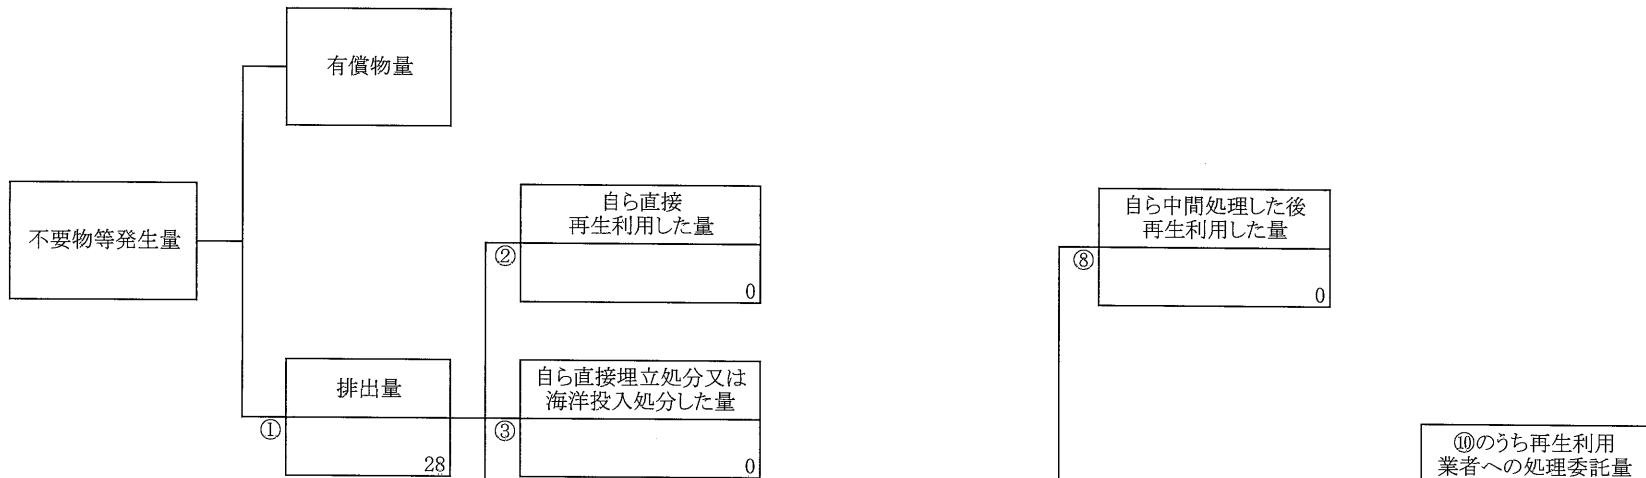 有償物量
不要物等発生量
自ら直接
再生利用した量
②
0
自ら中間処理した後
再生利用した量
⑧
0
排出量
①
28
自ら直接埋立処分又は
海洋投入処分した量
③
0
⑩のうち再生利用
業者への処理委託量